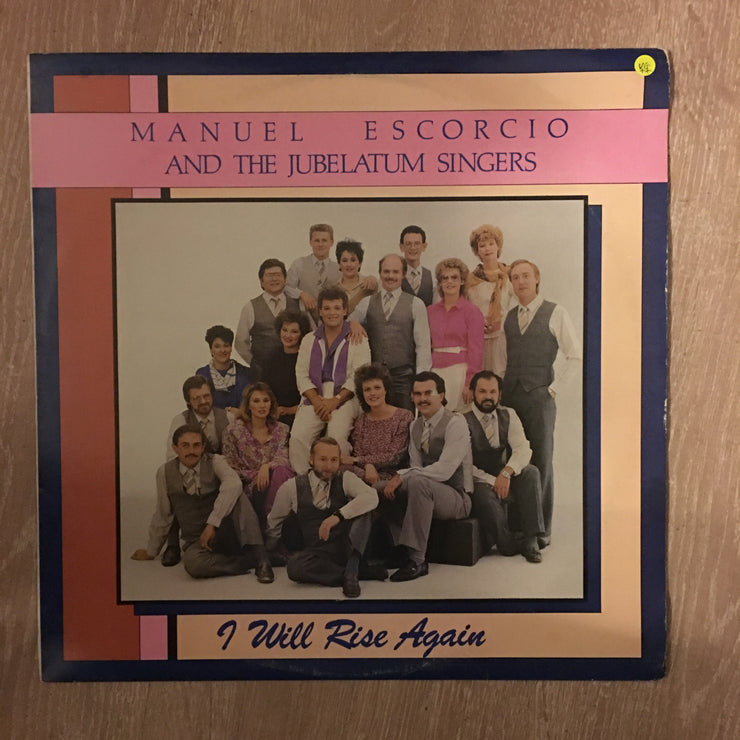 MANUEL ESCORCIO
AND THE JUBELATUM SINGERS
I Will Rise Again